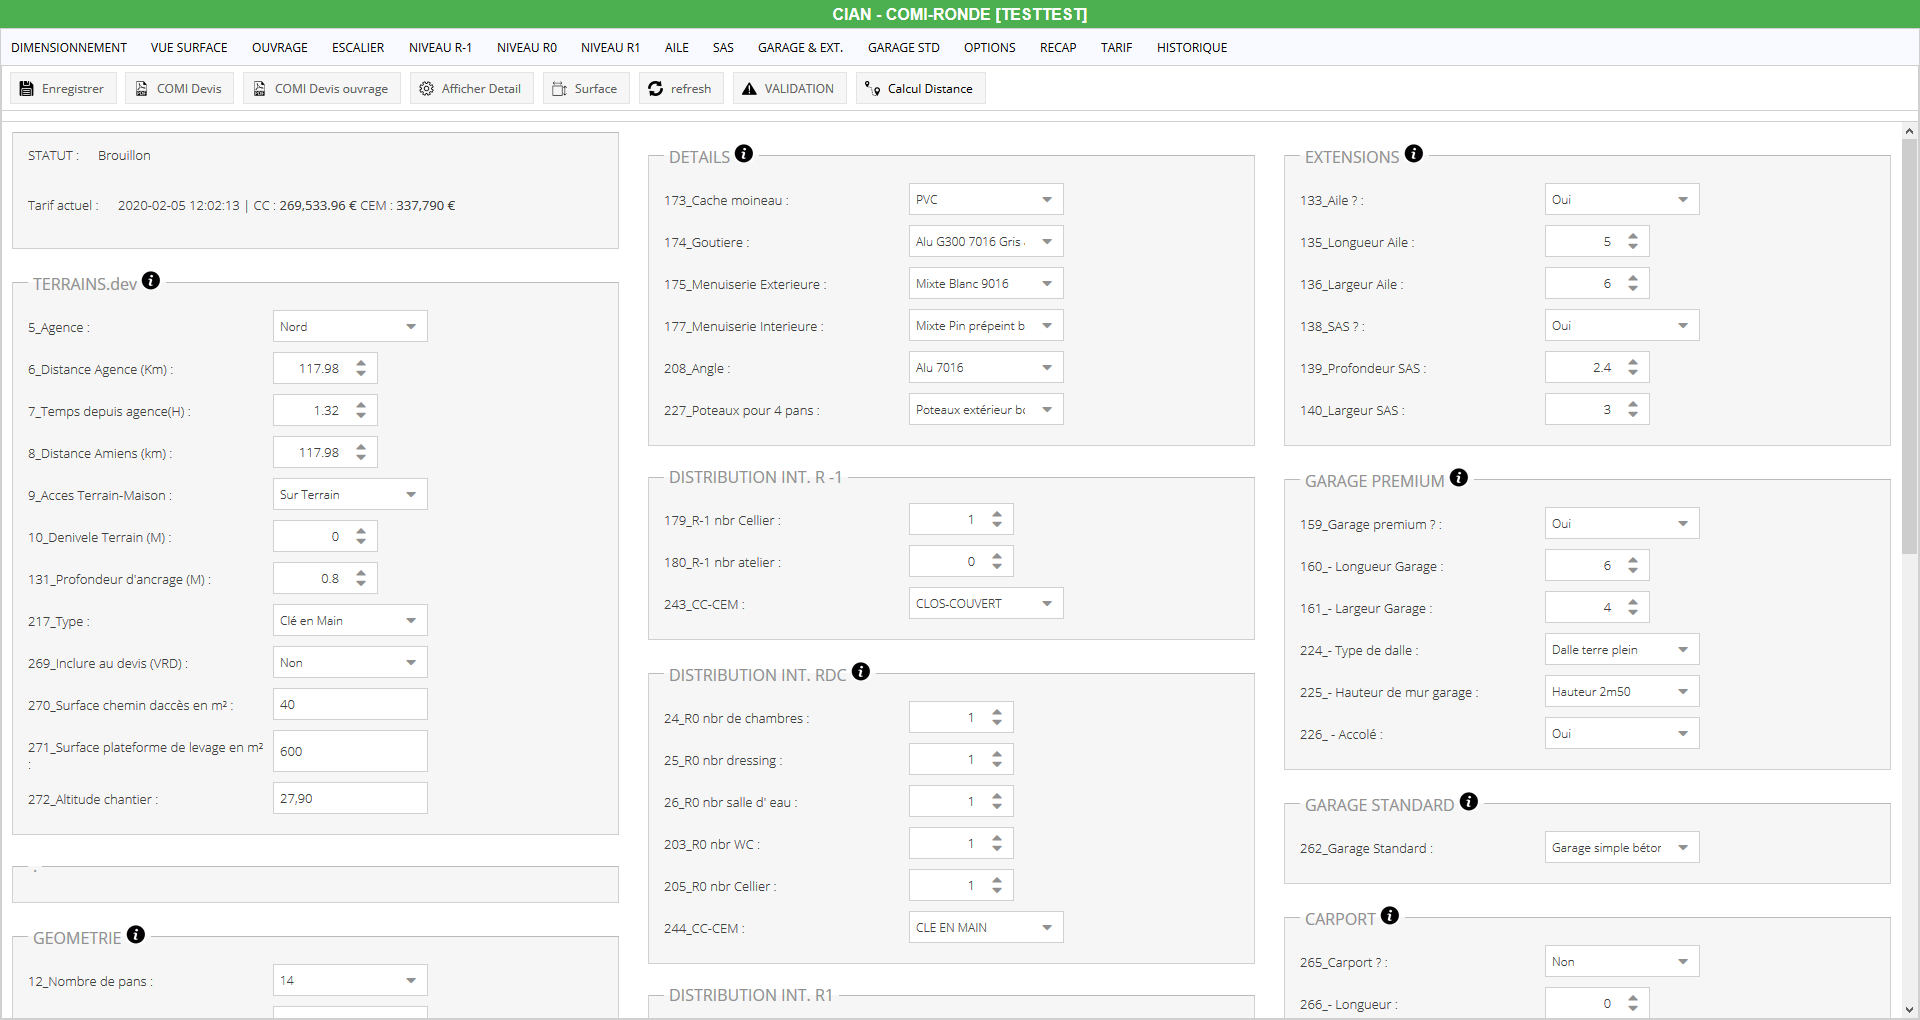 CIAN - COMI-RONDE [TESTTEST]
DIMENSIONNEMENT VUE SURFACE OUVRAGE ESCALIER NIVEAU R-1 NIVEAU R0 NIVEAU R1 AILE SAS GARAGE & EXT. GARAGE STD OPTIONS RECAP TARIF HISTORIQUE
Enregistrer COMI Devis COMI Devis ouvrage Afficher Detail Surface refresh VALIDATION Calcul Distance
STATUT : Brouillon
Tarif actuel : 2020-02-05 12:02:13 | CC : 269,533.96 € CEM : 337,790 €
TERRAINS.dev
5_Agence : Nord
6_Distance Agence (Km) : 117.98
7_Temps depuis agence(H) : 1.32
8_Distance Amiens (km) : 117.98
9_Acces Terrain-Maison : Sur Terrain
10_Denivele Terrain (M) : 0
131_Profondeur d'ancrage (M) : 0.8
217_Type : Clé en Main
269_Inclure au devis (VRD) : Non
270_Surface chemin daccès en m² : 40
271_Surface plateforme de levage en m² : 600
272_Altitude chantier : 27,90
.
GEOMETRIE
12_Nombre de pans : 14
DETAILS
173_Cache moineau : PVC
174_Goutiere : Alu G300 7016 Gris
175_Menuiserie Exterieure : Mixte Blanc 9016
177_Menuiserie Interieure : Mixte Pin prépeint b
208_Angle : Alu 7016
227_Poteaux pour 4 pans : Poteaux extérieur bo
DISTRIBUTION INT. R -1
179_R-1 nbr Cellier : 1
180_R-1 nbr atelier : 0
243_CC-CEM : CLOS-COUVERT
DISTRIBUTION INT. RDC
24_R0 nbr de chambres : 1
25_R0 nbr dressing : 1
26_R0 nbr salle d' eau : 1
203_R0 nbr WC : 1
205_R0 nbr Cellier : 1
244_CC-CEM : CLE EN MAIN
DISTRIBUTION INT. R1
EXTENSIONS
133_Aile ? : Oui
135_Longueur Aile : 5
136_Largeur Aile : 6
138_SAS ? : Oui
139_Profondeur SAS : 2.4
140_Largeur SAS : 3
GARAGE PREMIUM
159_Garage premium ? : Oui
160_- Longueur Garage : 6
161_- Largeur Garage : 4
224_- Type de dalle : Dalle terre plein
225_- Hauteur de mur garage : Hauteur 2m50
226_ - Accolé : Oui
GARAGE STANDARD
262_Garage Standard : Garage simple béton
CARPORT
265_Carport ? : Non
266_- Longueur : 0